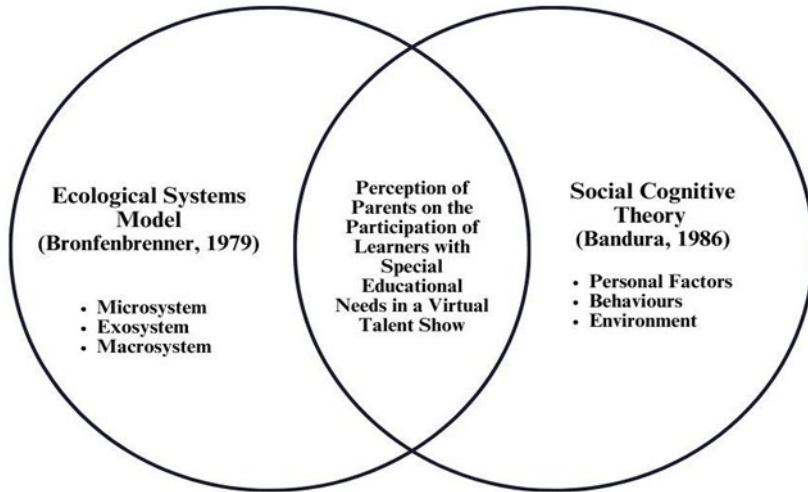 Ecological Systems
Model
(Bronfenbrenner, 1979)
• Microsystem
• Exosystem
• Macrosystem
Perception of
Parents on the
Participation of
Learners with
Special
Educational
Needs in a Virtual
Talent Show
Social Cognitive
Theory
(Bandura, 1986)
• Personal Factors
• Behaviours
• Environment